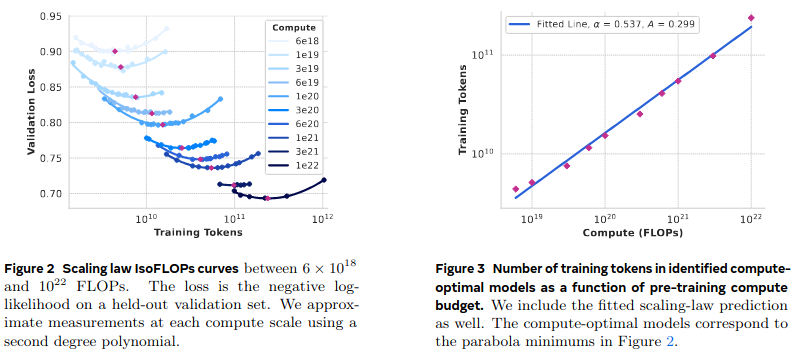 0.90
0.85
0.80
0.75
0.70
Validation Loss
10^10
10^11
10^12
Training Tokens
Compute
6e18
1e19
3e19
6e19
1e20
3e20
6e20
1e21
3e21
1e22
Fitted Line, α = 0.537, A = 0.299
10^11
10^10
Training Tokens
10^19
10^20
10^21
10^22
Compute (FLOPs)
Figure 2 Scaling law IsoFLOPs curves between 6 × 10^18
and 10^22 FLOPs. The loss is the negative log-
likelihood on a held-out validation set. We approx-
imate measurements at each compute scale using a
second degree polynomial.
Figure 3 Number of training tokens in identified compute-
optimal models as a function of pre-training compute
budget. We include the fitted scaling-law prediction
as well. The compute-optimal models correspond to
the parabola minimums in Figure 2.